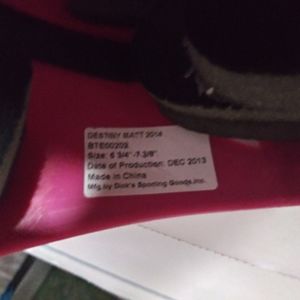 DESTINY MATT 2014
BTE00202
Size: 6 3/4"-7 3/8"
Date of Production: DEC 2013
Made in China
Mfg.by Dick's Sporting Goods,Inc.